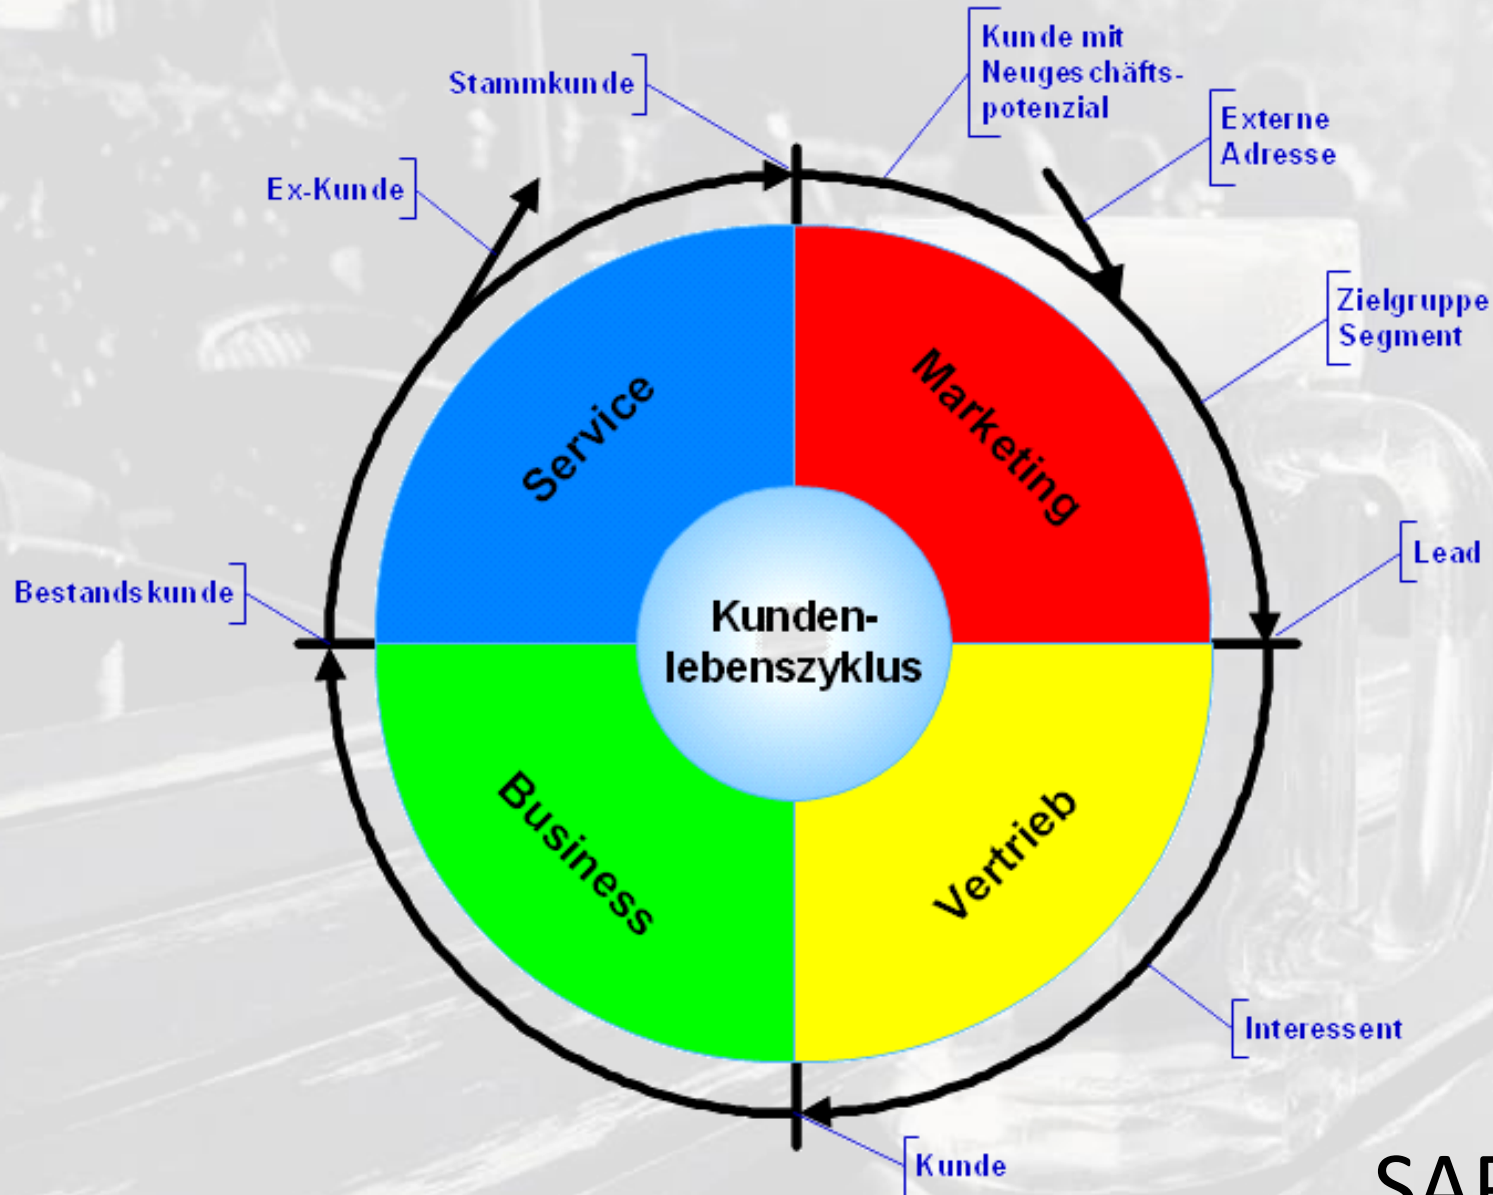 Kunde mit
Neugeschäfts-
potenzial
Stammkunde
Externe
Adresse
Ex-Kunde
Zielgruppe
Segment
Service
Marketing
Lead
Bestandskunde
Kunden-
lebenszyklus
Business
Vertrieb
Interessent
Kunde